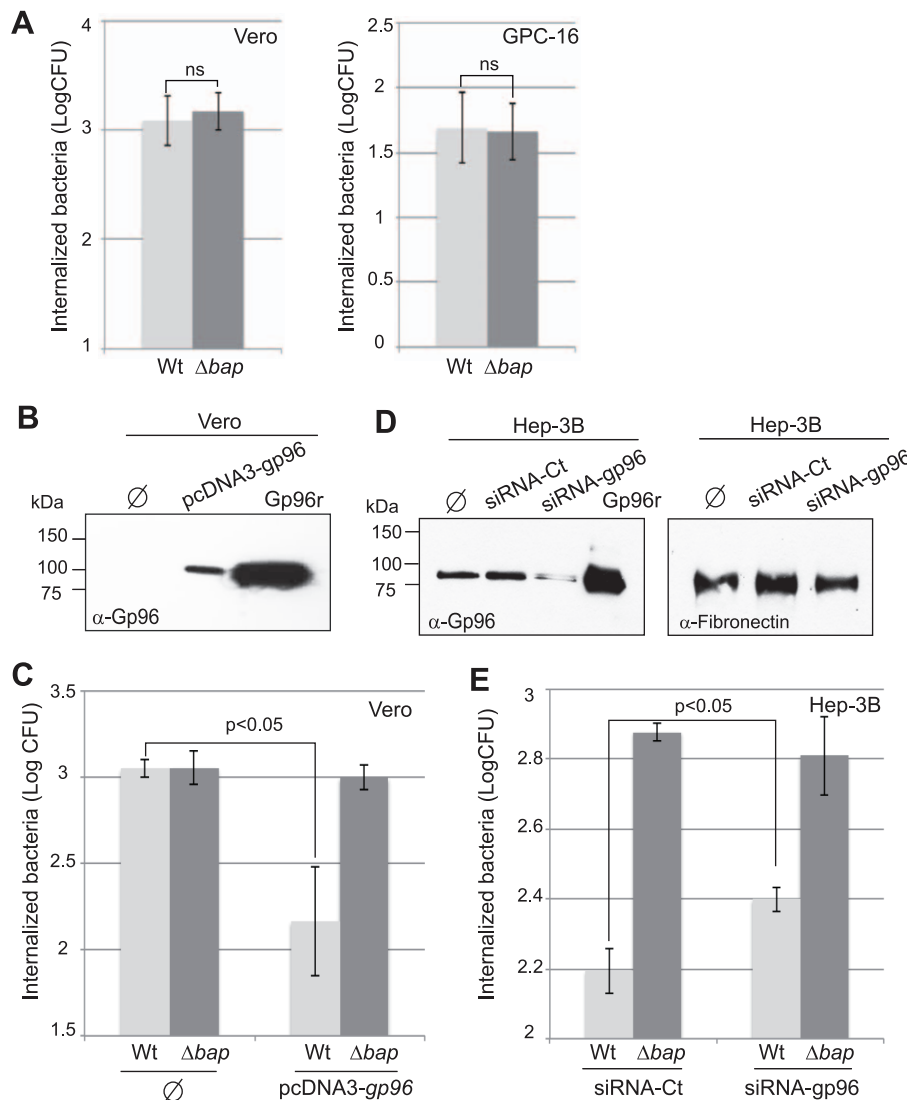 A
Internalized bacteria (LogCFU)
4
3
2
1
Vero
ns
Wt Δbap
Internalized bacteria (LogCFU)
2.5
2
1.5
1
0.5
0
GPC-16
ns
Wt Δbap
B
Vero
kDa
∅ pcDNA3-gp96 Gp96r
150
100
75
α-Gp96
D
Hep-3B
kDa
∅ siRNA-Ct siRNA-gp96 Gp96r
150
100
75
α-Gp96
Hep-3B
∅ siRNA-Ct siRNA-gp96
α-Fibronectin
C
Internalized bacteria (Log CFU)
3.5
3
2.5
2
1.5
Vero
p<0.05
Wt Δbap Wt Δbap
∅ pcDNA3-gp96
E
Internalized bacteria (LogCFU)
3
2.8
2.6
2.4
2.2
2
Hep-3B
p<0.05
Wt Δbap Wt Δbap
siRNA-Ct siRNA-gp96